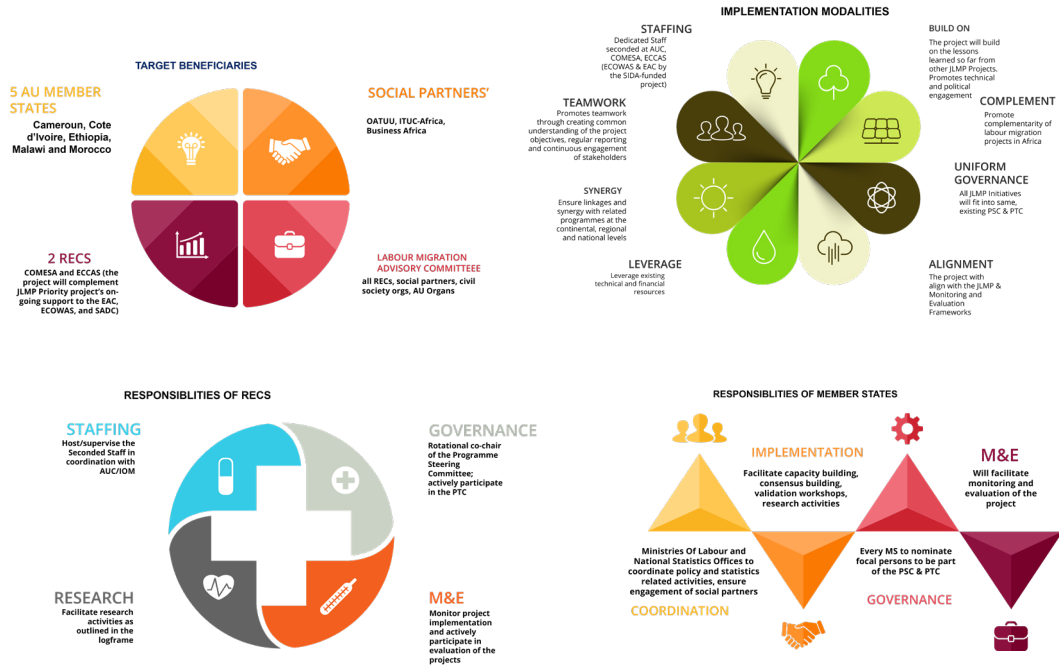 TARGET BENEFICIARIES
5 AU MEMBER
STATES
Cameroun, Cote
d'Ivoire, Ethiopia,
Malawi and Morocco
SOCIAL PARTNERS'
OATUU, ITUC-Africa,
Business Africa
2 RECS
COMESA and ECCAS (the
project will complement
JLMP Priority project's on-
going support to the EAC,
ECOWAS, and SADC)
LABOUR MIGRATION
ADVISORY COMMITTEEE
all RECs, social partners, civil
society orgs, AU Organs
IMPLEMENTATION MODALITIES
STAFFING
Dedicated Staff
seconded at AUC,
COMESA, ECCAS
(ECOWAS & EAC by
the SIDA-funded
project)
BUILD ON
The project will build
on the lessons
learned so far from
other JLMP Projects.
Promotes technical
and political
engagement
TEAMWORK
Promotes teamwork
through creating common
understanding of the project
objectives, regular reporting
and continuous engagement
of stakeholders
COMPLEMENT
Promote
complementarity of
labour migration
projects in Africa
SYNERGY
Ensure linkages and
synergy with related
programmes at the
continental, regional
and national levels
UNIFORM
GOVERNANCE
All JLMP Initiatives
will fit into same,
existing PSC & PTC
LEVERAGE
Leverage existing
technical and financial
resources
ALIGNMENT
The project with
align with the JLMP &
Monitoring and
Evaluation
Frameworks
RESPONSIBLITIES OF RECS
STAFFING
Host/supervise the
Seconded Staff in
coordination with
AUC/IOM
GOVERNANCE
Rotational co-chair
of the Programme
Steering
Committee;
actively participate
in the PTC
RESEARCH
Facilitate research
activities as
outlined in the
logframe
M&E
Monitor project
implementation
and actively
participate in
evaluation of the
projects
RESPONSIBLITIES OF MEMBER STATES
IMPLEMENTATION
Facilitate capacity building,
consensus building,
validation workshops,
research activities
M&E
Will facilitate
monitoring and
evaluation of the
project
Ministries Of Labour and
National Statistics Offices to
coordinate policy and statistics
related activities, ensure
engagement of social partners
COORDINATION
Every MS to nominate
focal persons to be part
of the PSC & PTC
GOVERNANCE